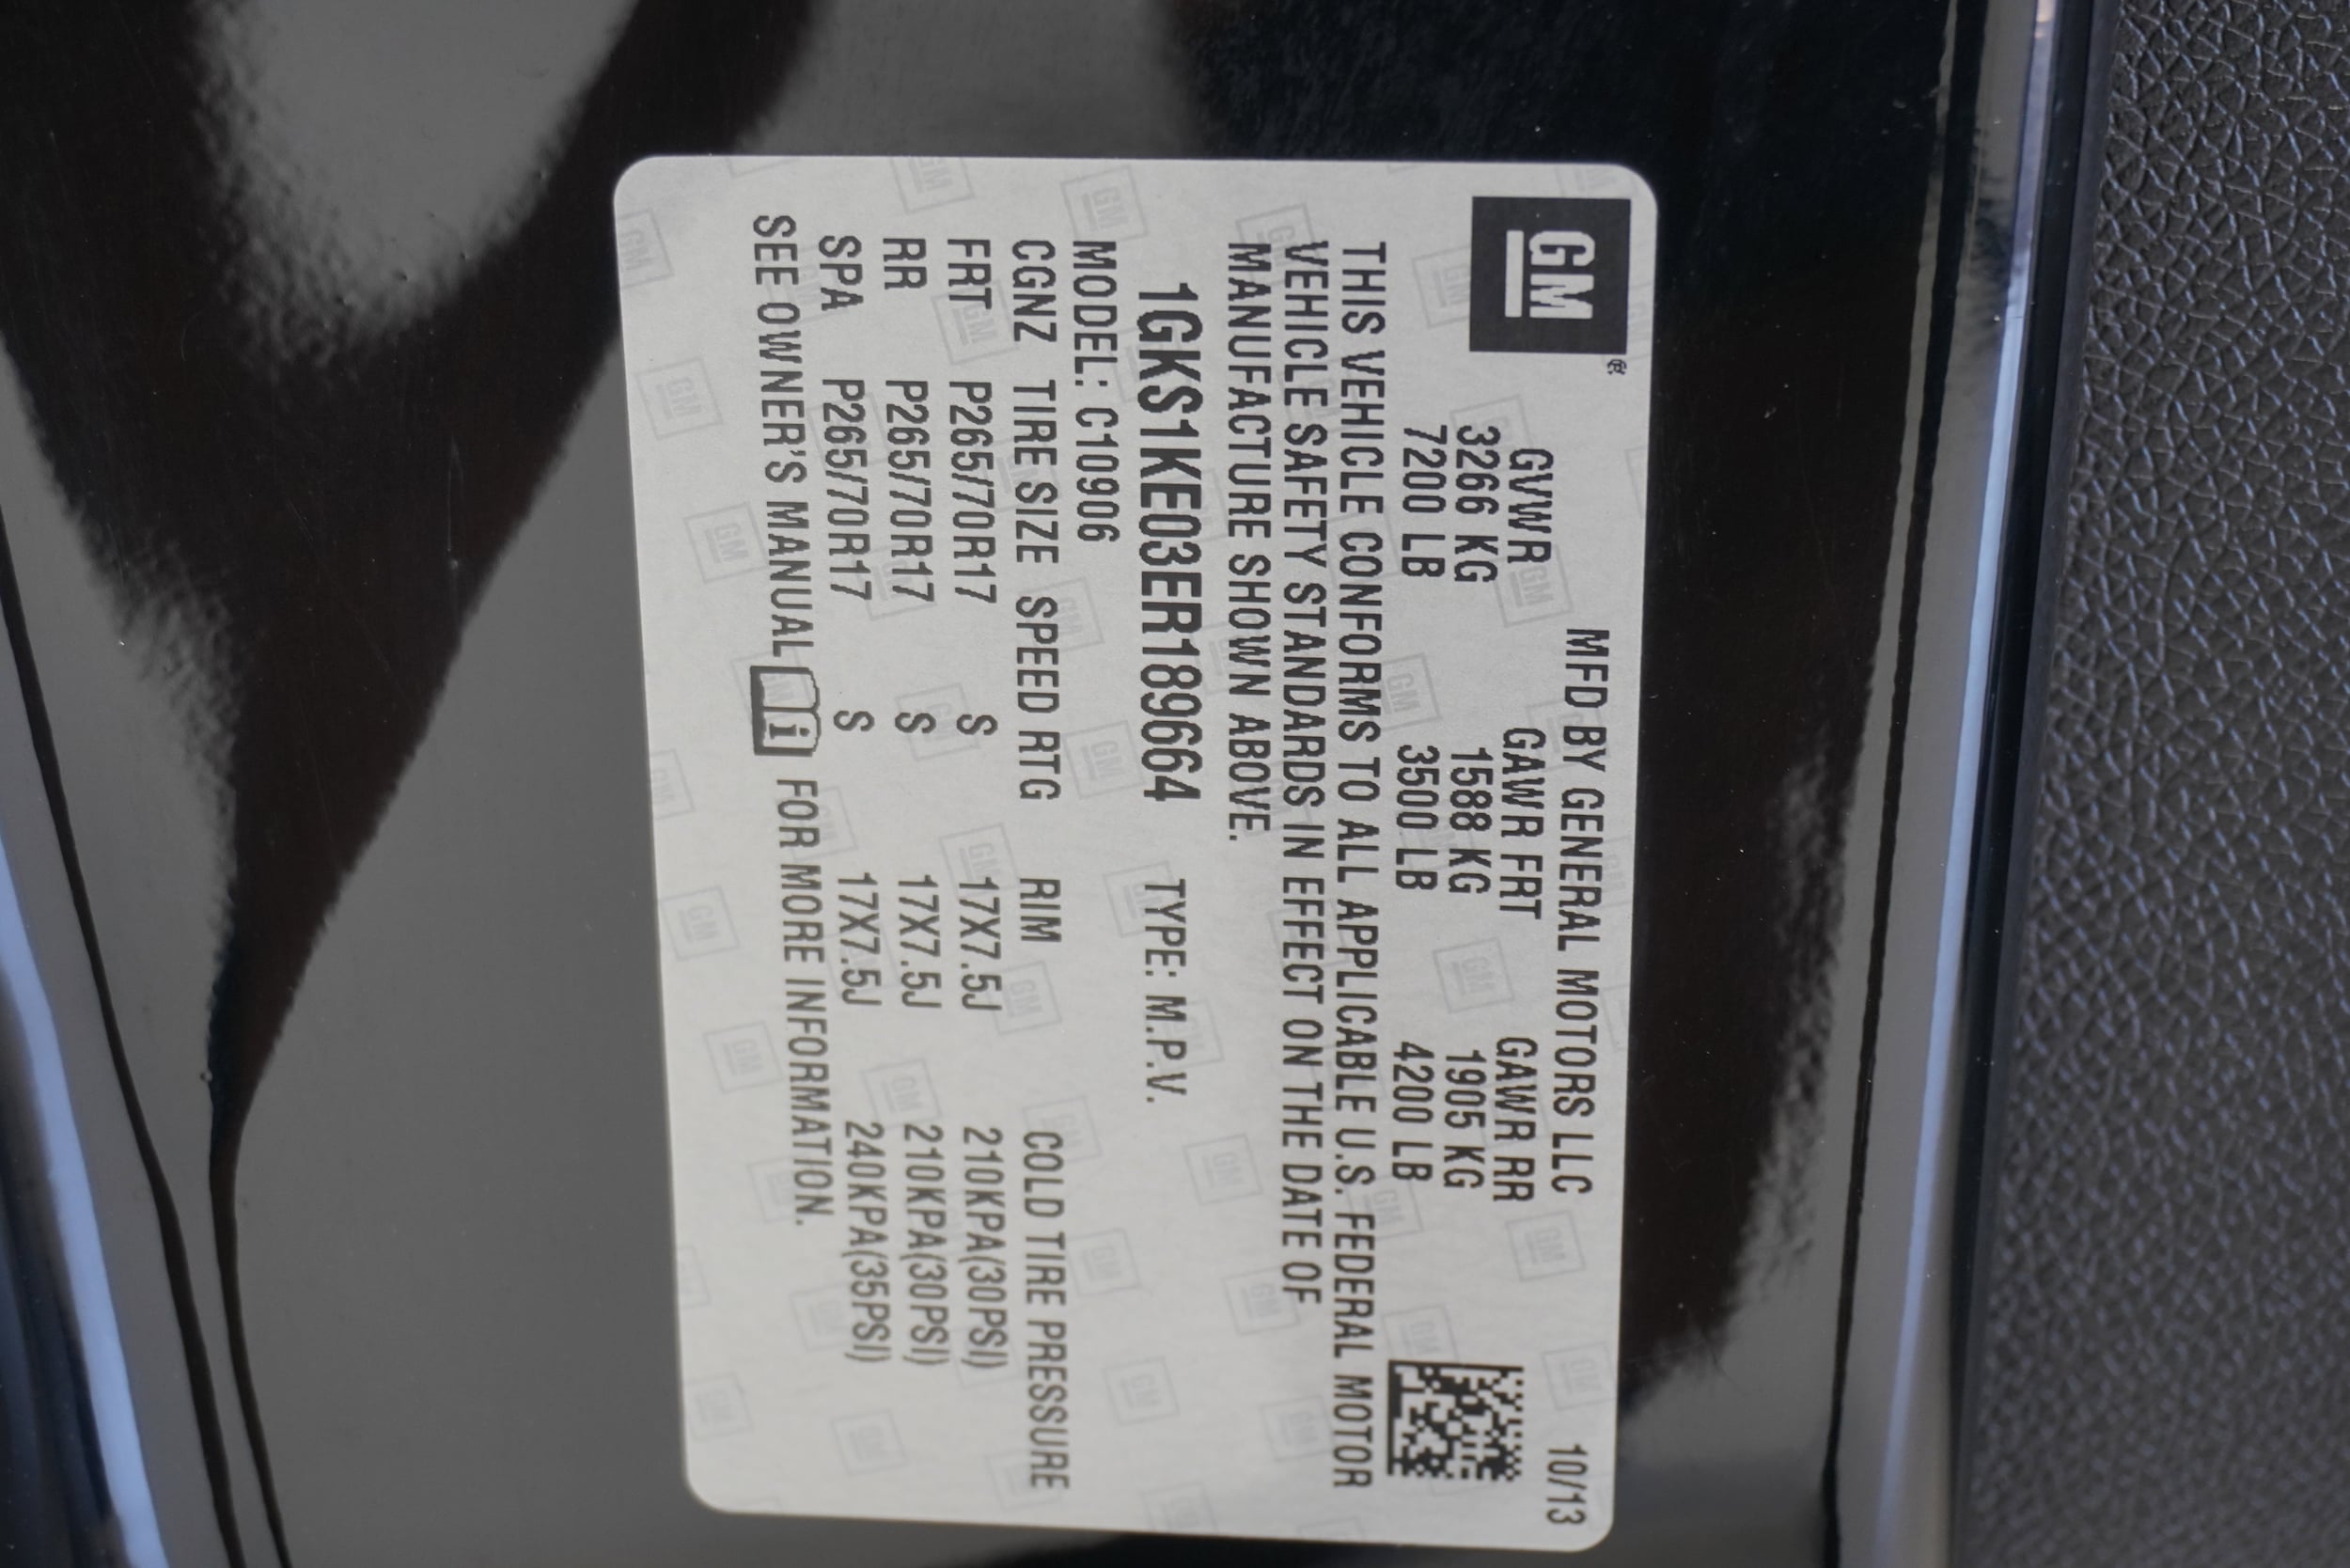 GM®
MFD BY GENERAL MOTORS LLC 10/13
GVWR GAWR FRT GAWR RR
3266 KG 1588 KG 1905 KG
7200 LB 3500 LB 4200 LB
THIS VEHICLE CONFORMS TO ALL APPLICABLE U.S. FEDERAL MOTOR
VEHICLE SAFETY STANDARDS IN EFFECT ON THE DATE OF
MANUFACTURE SHOWN ABOVE.
1GKS1KE03ER189664 TYPE: M.P.V.
MODEL: C10906
CGNZ TIRE SIZE SPEED RTG RIM COLD TIRE PRESSURE
FRT P265/70R17 S 17X7.5J 210KPA(30PSI)
RR P265/70R17 S 17X7.5J 210KPA(30PSI)
SPA P265/70R17 S 17X7.5J 240KPA(35PSI)
SEE OWNER'S MANUAL i FOR MORE INFORMATION.